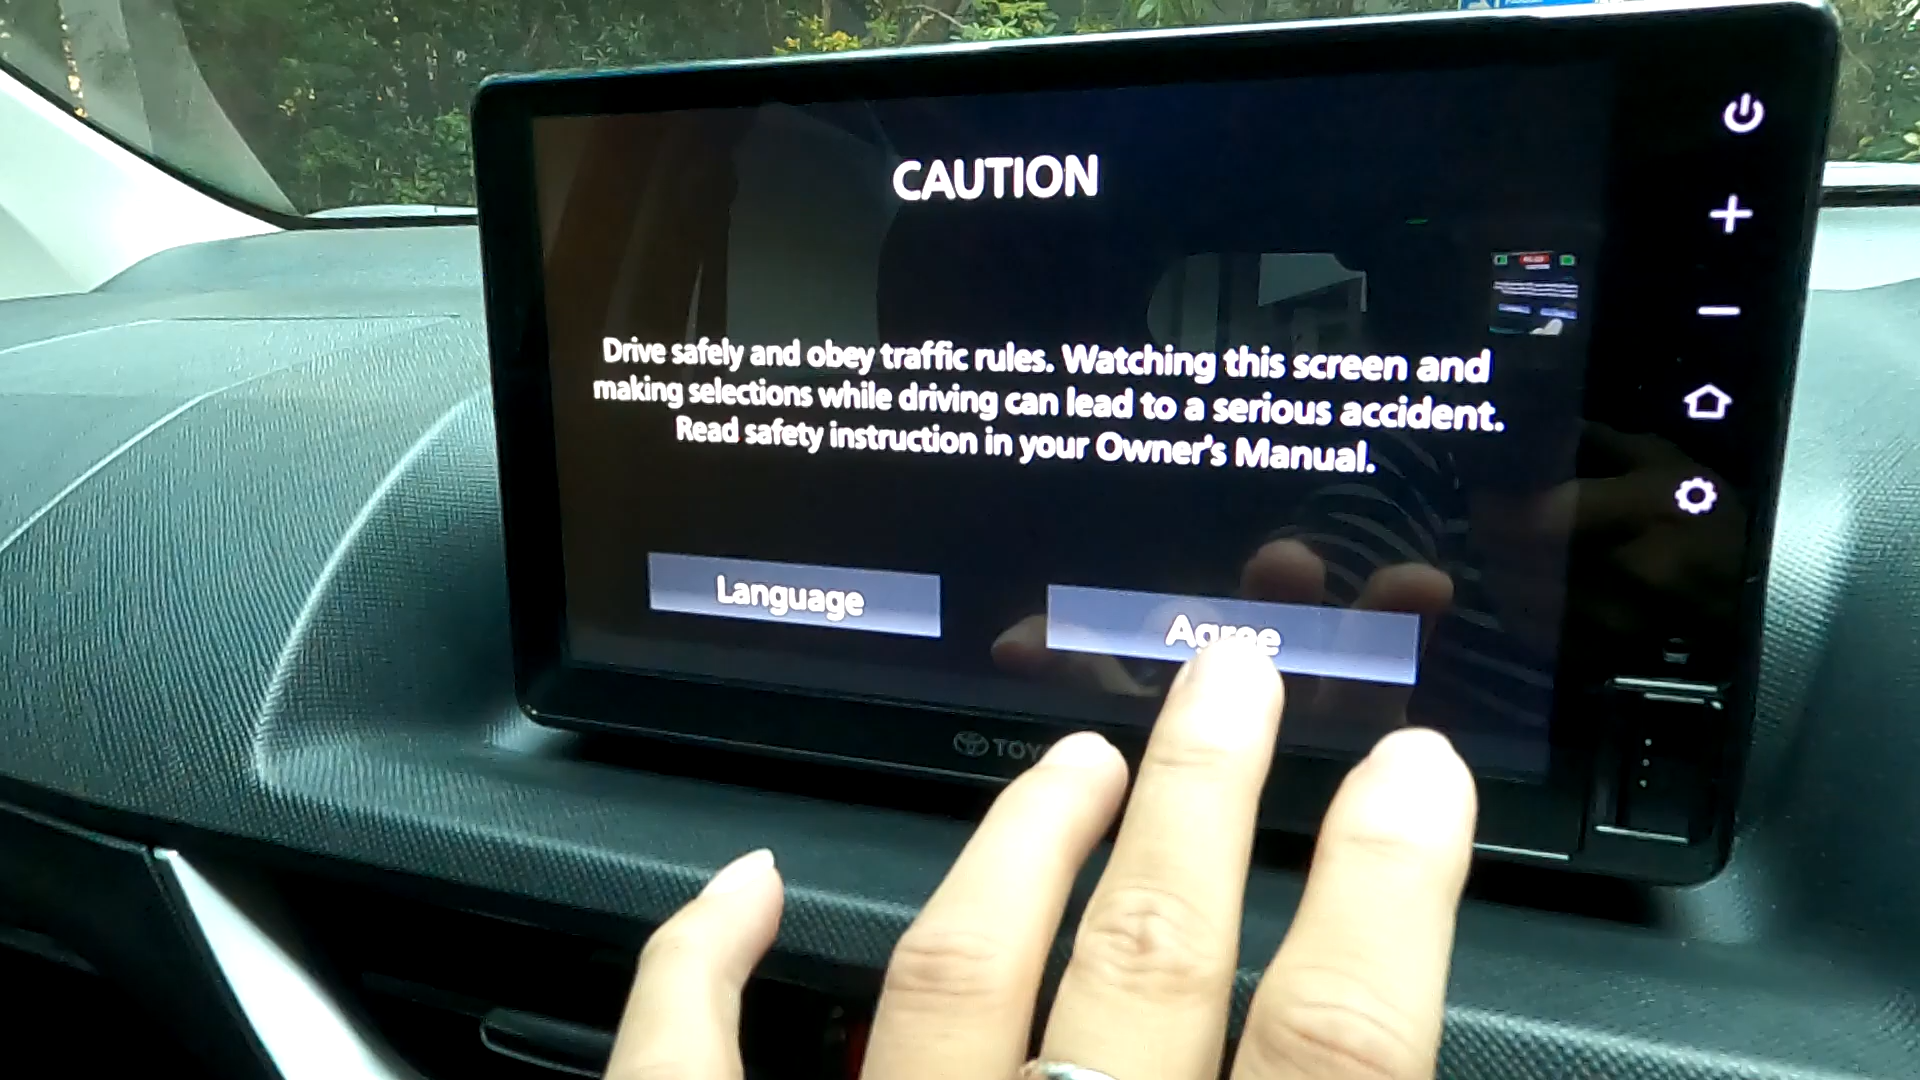 CAUTION
Drive safely and obey traffic rules. Watching this screen and
making selections while driving can lead to a serious accident.
Read safety instruction in your Owner's Manual.
Language
Agree